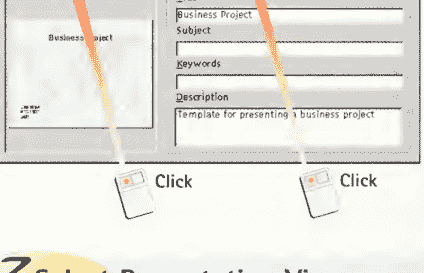 Business Project
Subject
Business Project
Keywords
Description
Template for presenting a business project
Click
Click